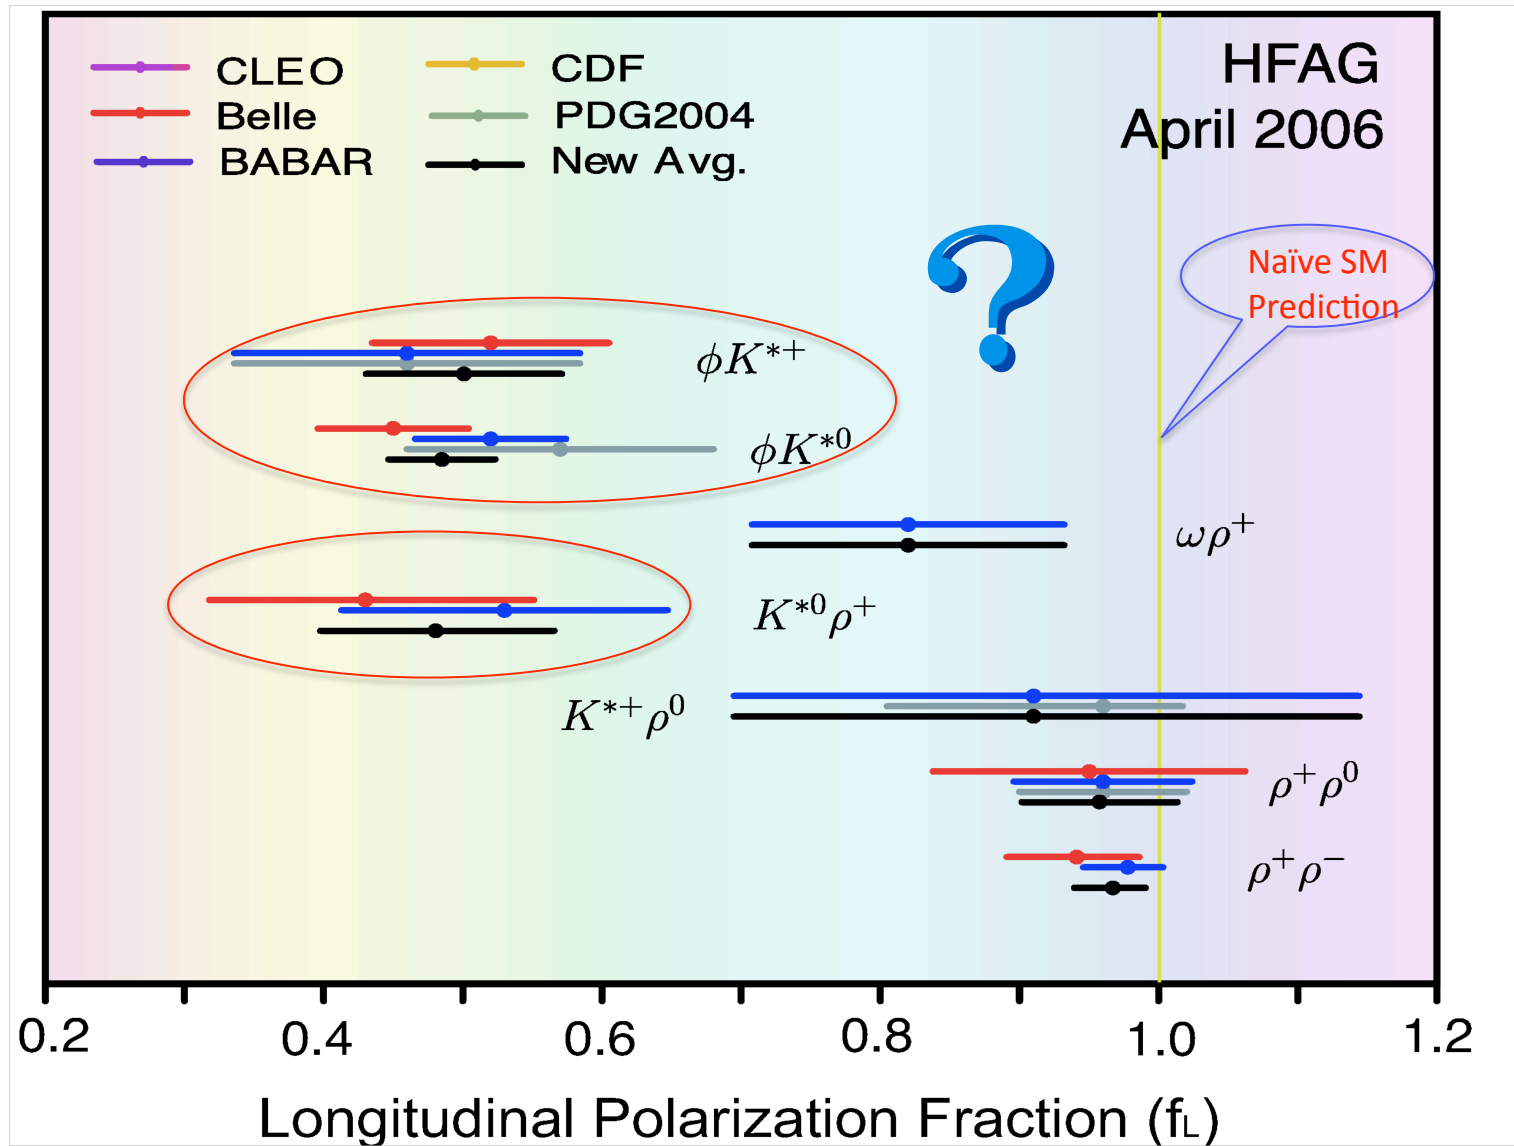 CLEO
Belle
BABAR
CDF
PDG2004
New Avg.
HFAG
April 2006
Naïve SM
Prediction
?
ϕK*+
ϕK*0
ωρ+
K*0ρ+
K*+ρ0
ρ+ρ0
ρ+ρ−
0.2 0.4 0.6 0.8 1.0 1.2
Longitudinal Polarization Fraction (fL)